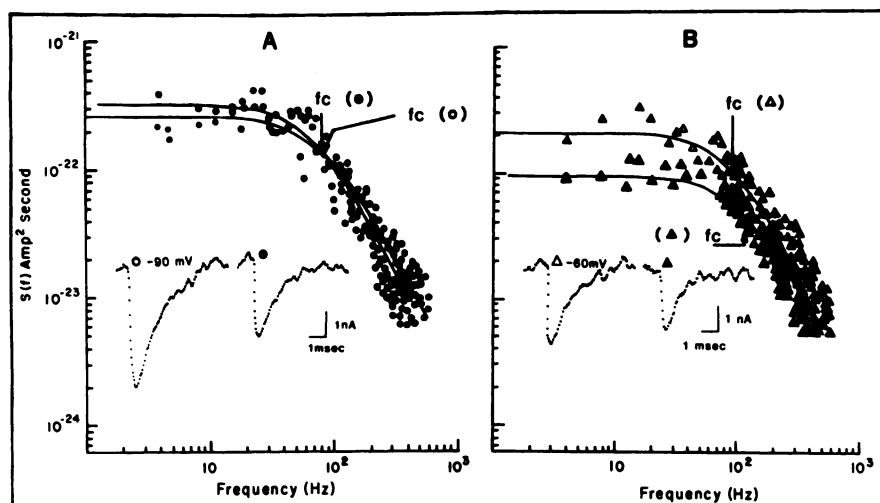 A
B
10⁻²¹
10⁻²²
10⁻²³
10⁻²⁴
S(f) Amp² Second
fc (●)
fc (○)
○ -90 mV
●
1nA
1msec
10
10²
10³
Frequency (Hz)
fc (△)
(▲) fc
△ -60mV
▲
1 nA
1 msec
10
10²
10³
Frequency (Hz)